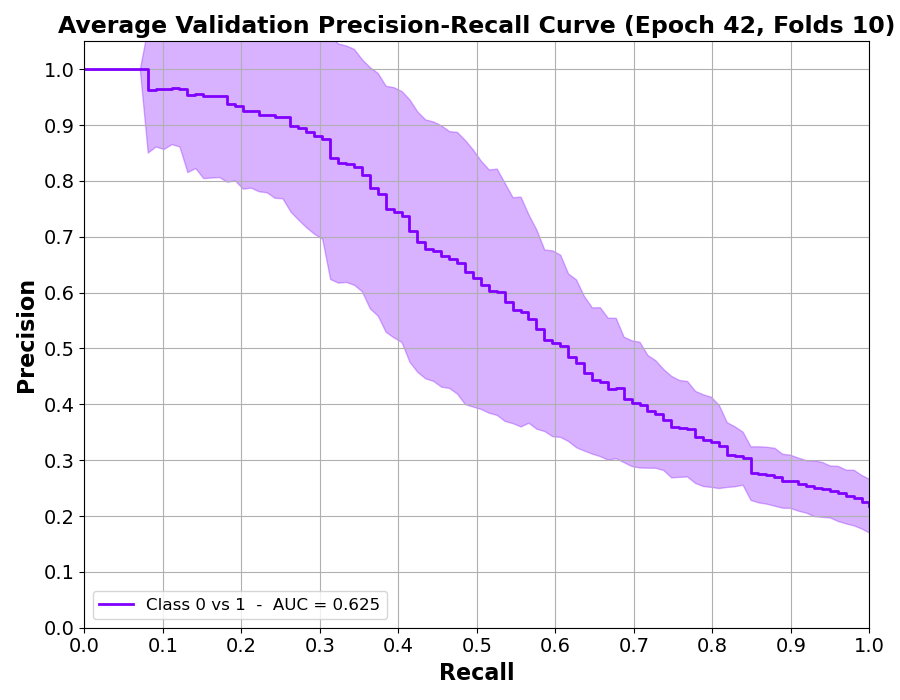 Average Validation Precision-Recall Curve (Epoch 42, Folds 10)
Precision
1.0
0.9
0.8
0.7
0.6
0.5
0.4
0.3
0.2
0.1
0.0
Class 0 vs 1  -  AUC = 0.625
0.0 0.1 0.2 0.3 0.4 0.5 0.6 0.7 0.8 0.9 1.0
Recall